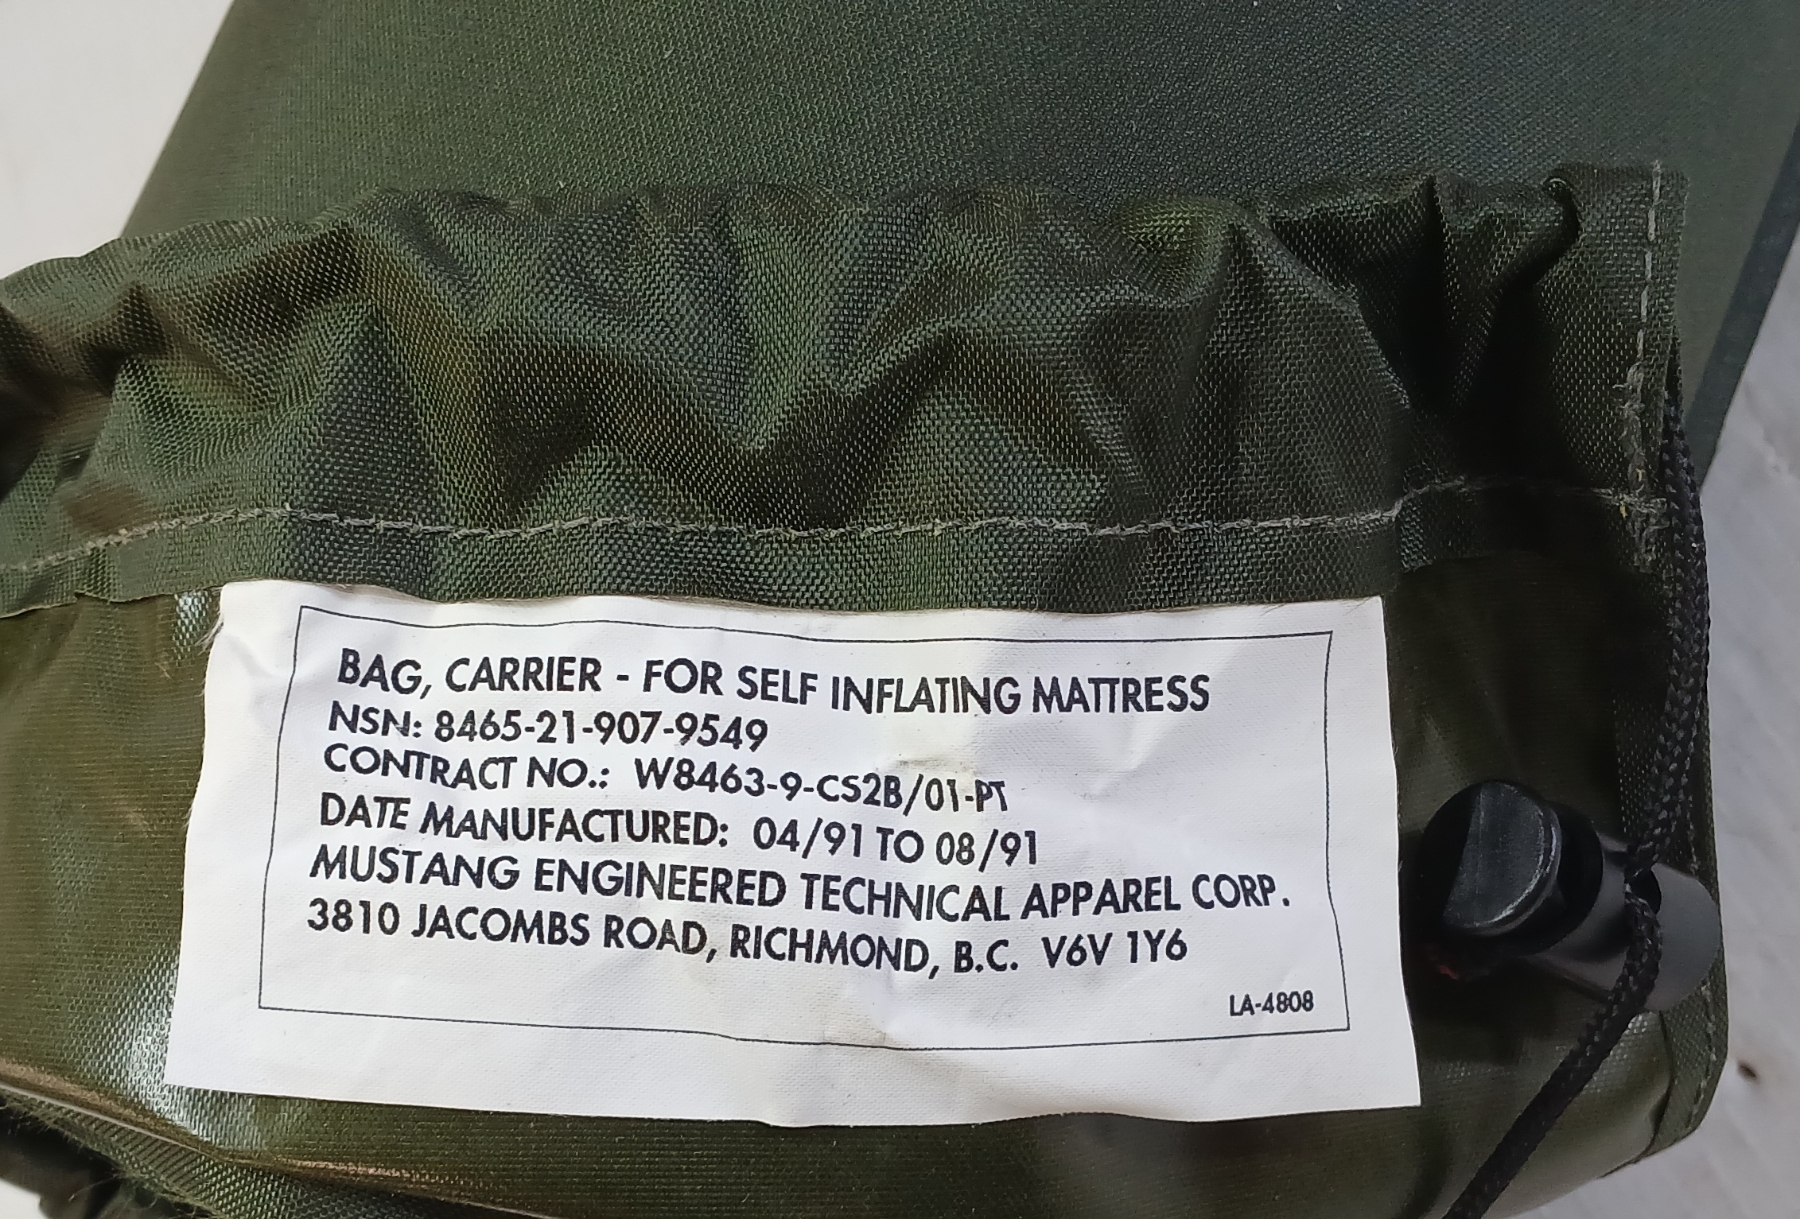 BAG, CARRIER - FOR SELF INFLATING MATTRESS
NSN: 8465-21-907-9549
CONTRACT NO.: W8463-9-CS2B/01-PT
DATE MANUFACTURED: 04/91 TO 08/91
MUSTANG ENGINEERED TECHNICAL APPAREL CORP.
3810 JACOMBS ROAD, RICHMOND, B.C. V6V 1Y6
LA-4808